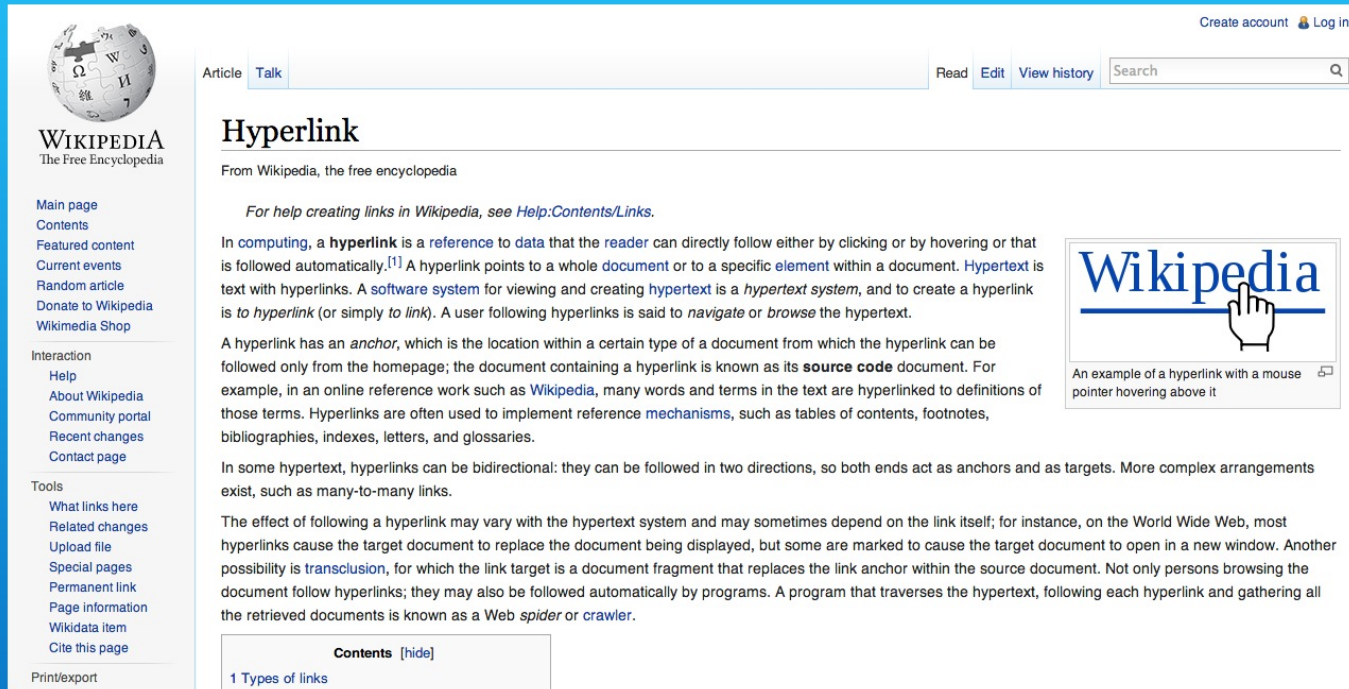 Create account Log in
WIKIPEDIA
The Free Encyclopedia
Article Talk Read Edit View history Search
Main page
Contents
Featured content
Current events
Random article
Donate to Wikipedia
Wikimedia Shop
Interaction
Help
About Wikipedia
Community portal
Recent changes
Contact page
Tools
What links here
Related changes
Upload file
Special pages
Permanent link
Page information
Wikidata item
Cite this page
Print/export
Hyperlink
From Wikipedia, the free encyclopedia
For help creating links in Wikipedia, see Help:Contents/Links.
In computing, a hyperlink is a reference to data that the reader can directly follow either by clicking or by hovering or that
is followed automatically.[1] A hyperlink points to a whole document or to a specific element within a document. Hypertext is
text with hyperlinks. A software system for viewing and creating hypertext is a hypertext system, and to create a hyperlink
is to hyperlink (or simply to link). A user following hyperlinks is said to navigate or browse the hypertext.
A hyperlink has an anchor, which is the location within a certain type of a document from which the hyperlink can be
followed only from the homepage; the document containing a hyperlink is known as its source code document. For
example, in an online reference work such as Wikipedia, many words and terms in the text are hyperlinked to definitions of
those terms. Hyperlinks are often used to implement reference mechanisms, such as tables of contents, footnotes,
bibliographies, indexes, letters, and glossaries.
Wikipedia
An example of a hyperlink with a mouse
pointer hovering above it
In some hypertext, hyperlinks can be bidirectional: they can be followed in two directions, so both ends act as anchors and as targets. More complex arrangements
exist, such as many-to-many links.
The effect of following a hyperlink may vary with the hypertext system and may sometimes depend on the link itself; for instance, on the World Wide Web, most
hyperlinks cause the target document to replace the document being displayed, but some are marked to cause the target document to open in a new window. Another
possibility is transclusion, for which the link target is a document fragment that replaces the link anchor within the source document. Not only persons browsing the
document follow hyperlinks; they may also be followed automatically by programs. A program that traverses the hypertext, following each hyperlink and gathering all
the retrieved documents is known as a Web spider or crawler.
Contents [hide]
1 Types of links